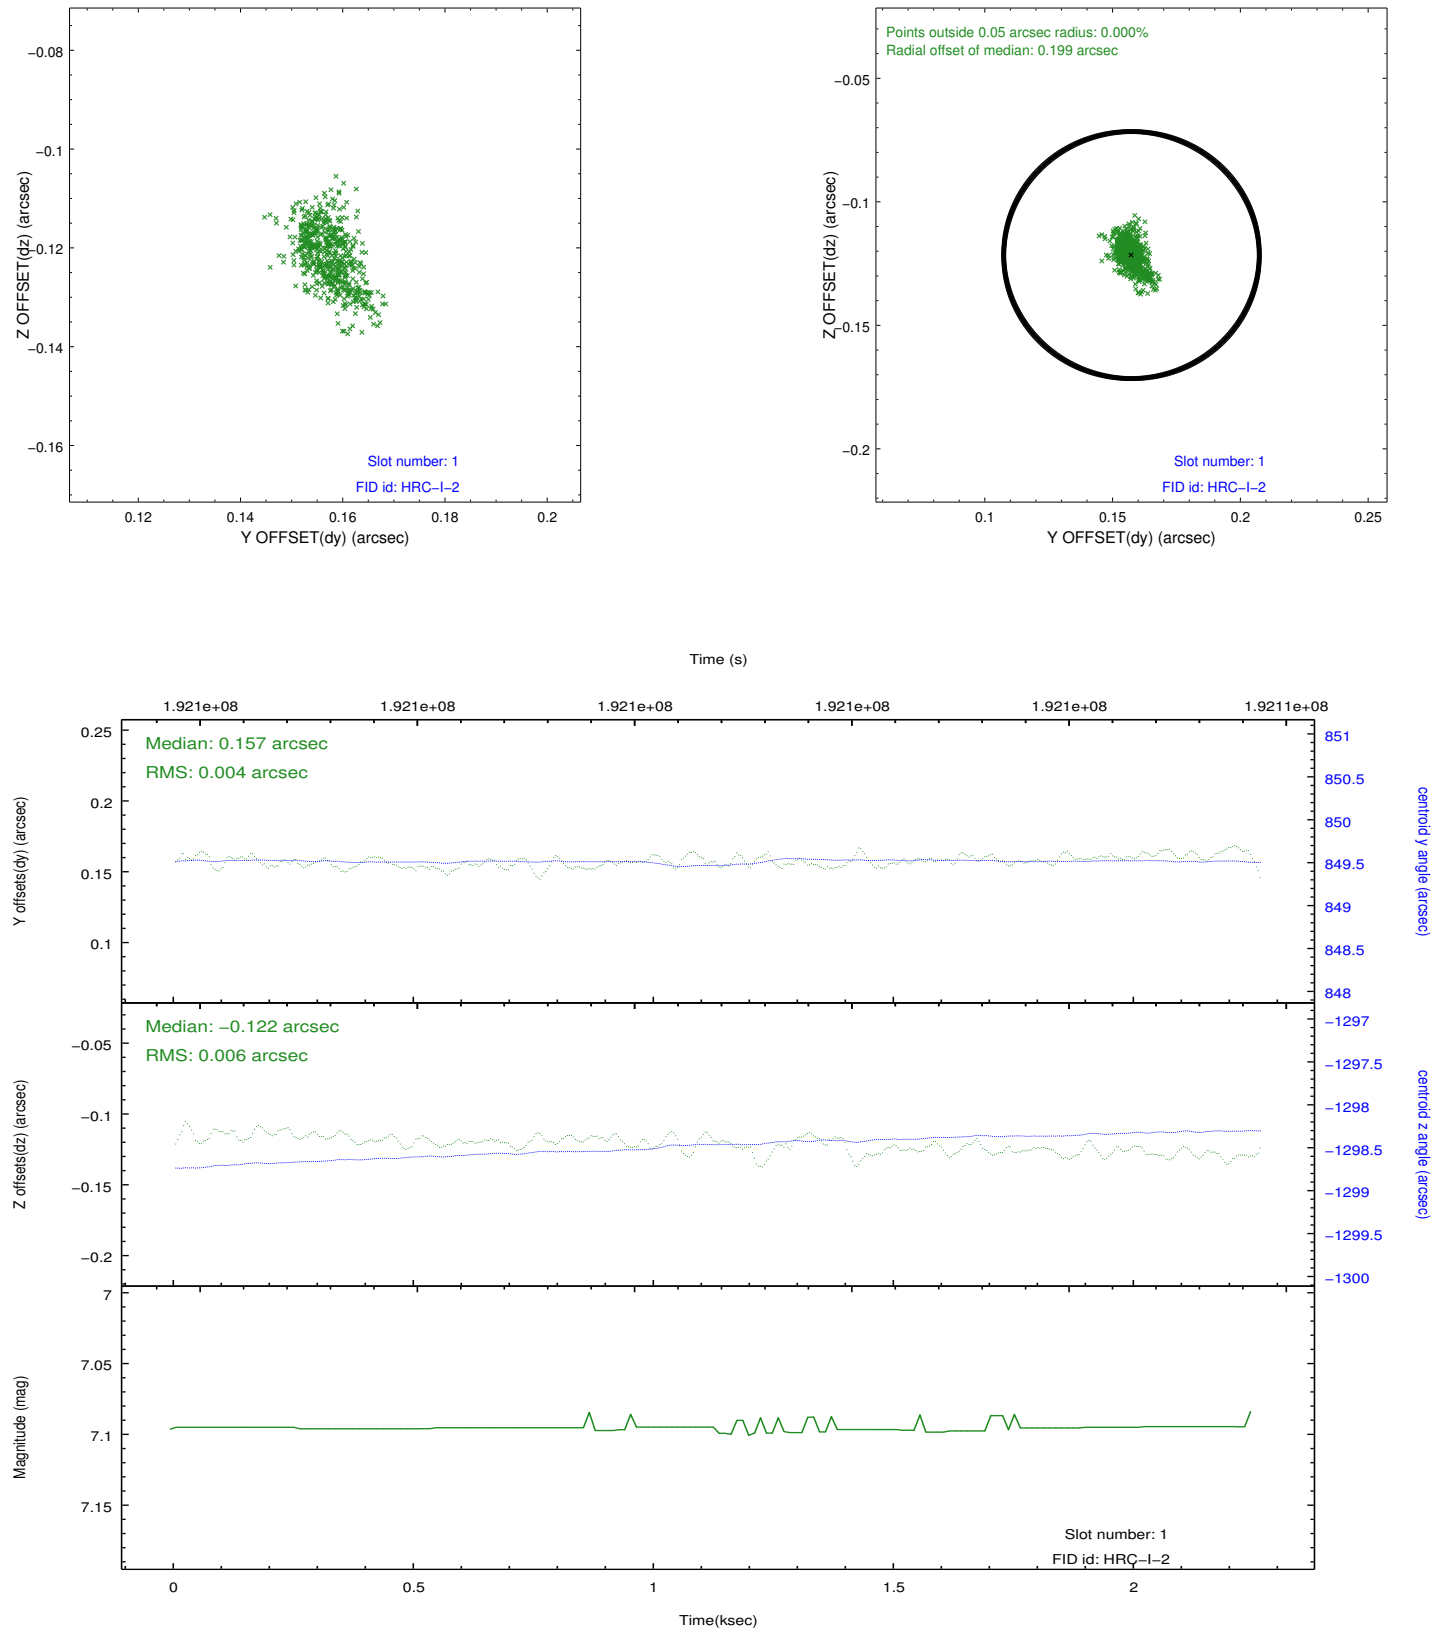 −0.08
−0.1
−0.12
−0.14
−0.16
Z OFFSET(dz) (arcsec)
Slot number: 1
FID id: HRC−I−2
0.12
0.14
0.16
0.18
0.2
Y OFFSET(dy) (arcsec)
Points outside 0.05 arcsec radius: 0.000%
Radial offset of median: 0.199 arcsec
−0.05
−0.1
−0.15
−0.2
Z OFFSET(dz) (arcsec)
Slot number: 1
FID id: HRC−I−2
0.1
0.15
0.2
0.25
Y OFFSET(dy) (arcsec)
Time (s)
1.921e+08
1.921e+08
1.921e+08
1.921e+08
1.921e+08
1.9211e+08
Median: 0.157 arcsec
RMS: 0.004 arcsec
0.25
0.2
0.15
0.1
Y offsets(dy) (arcsec)
851
850.5
850
849.5
849
848.5
848
centroid y angle (arcsec)
Median: −0.122 arcsec
RMS: 0.006 arcsec
−0.05
−0.1
−0.15
−0.2
Z offsets(dz) (arcsec)
−1297
−1297.5
−1298
−1298.5
−1299
−1299.5
−1300
centroid z angle (arcsec)
7
7.05
7.1
7.15
Magnitude (mag)
Slot number: 1
FID id: HRC−I−2
0
0.5
1
1.5
2
Time(ksec)